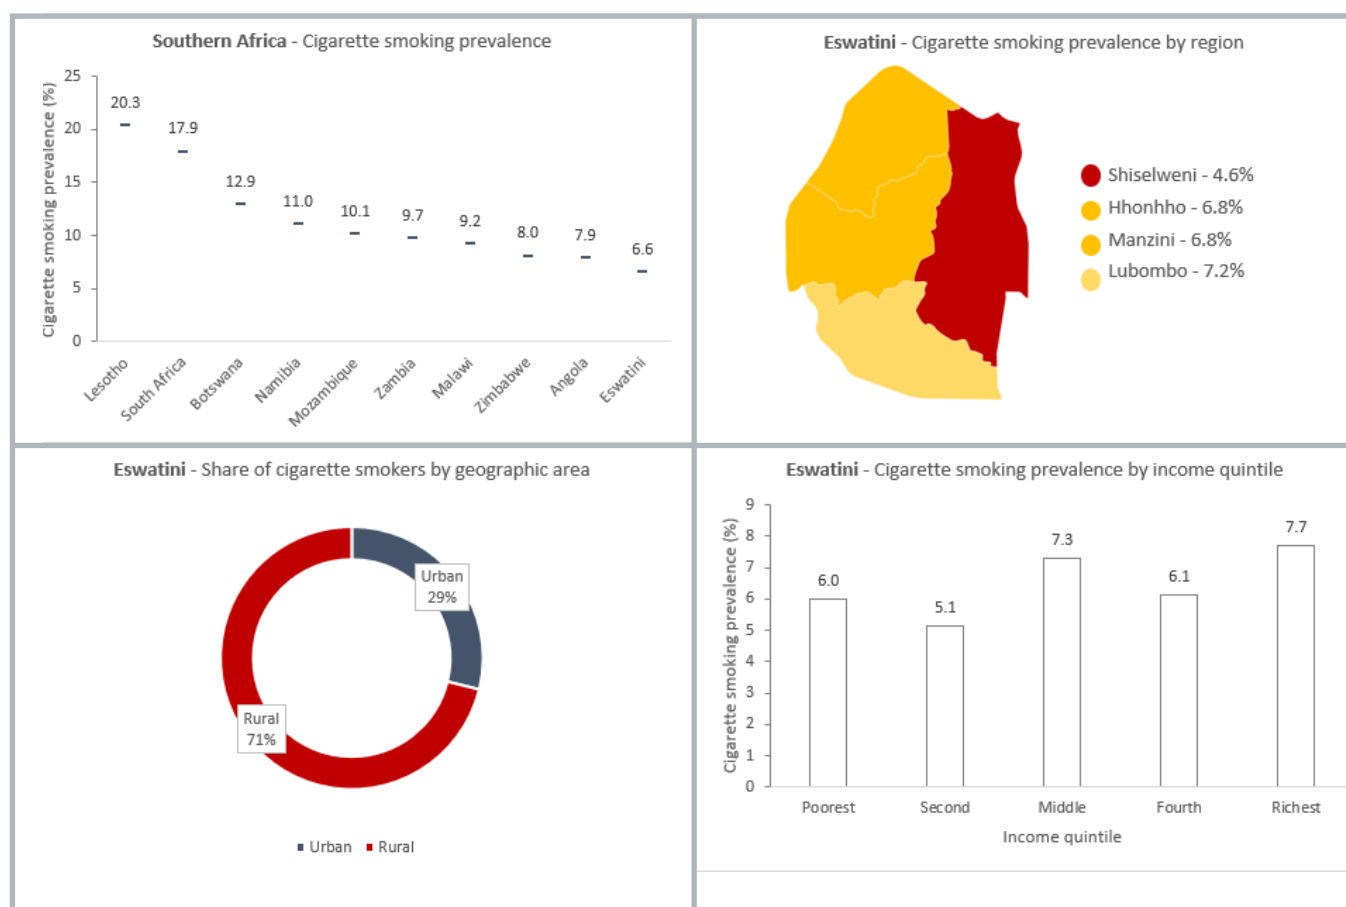 Southern Africa - Cigarette smoking prevalence
Cigarette smoking prevalence (%)
25
20
15
10
5
0
20.3
17.9
12.9
11.0
10.1
9.7
9.2
8.0
7.9
6.6
Lesotho
South Africa
Botswana
Namibia
Mozambique
Zambia
Malawi
Zimbabwe
Angola
Eswatini
Eswatini - Cigarette smoking prevalence by region
Shiselweni - 4.6%
Hhonhho - 6.8%
Manzini - 6.8%
Lubombo - 7.2%
Eswatini - Share of cigarette smokers by geographic area
Urban
29%
Rural
71%
Urban Rural
Eswatini - Cigarette smoking prevalence by income quintile
Cigarette smoking prevalence (%)
9
8
7
6
5
4
3
2
1
0
6.0
5.1
7.3
6.1
7.7
Poorest
Second
Middle
Fourth
Richest
Income quintile